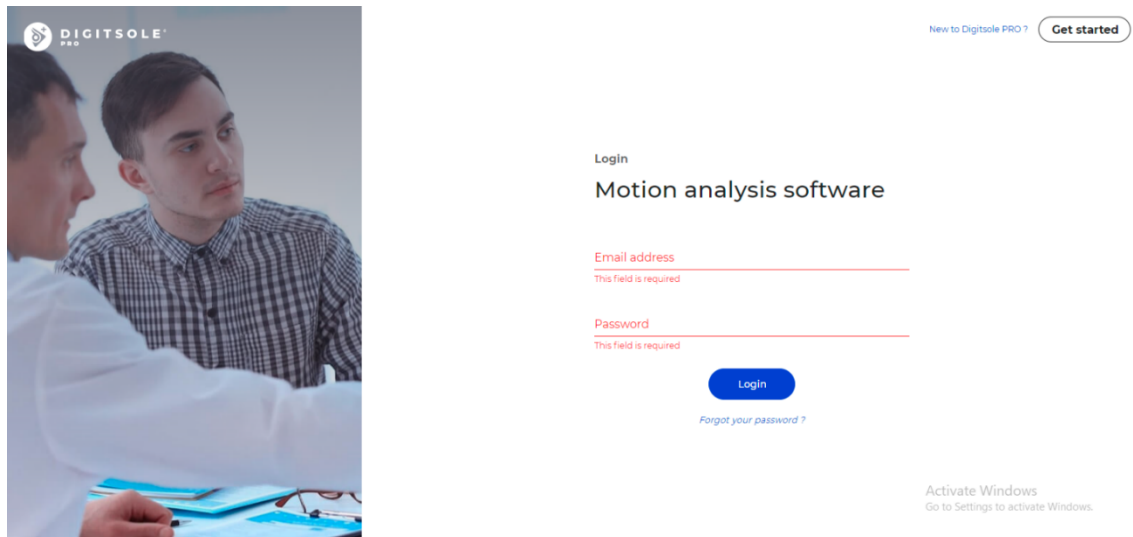 DIGITSOLE
PRO
New to Digitsole PRO ?
Get started
Login
Motion analysis software
Email address
This field is required
Password
This field is required
Login
Forgot your password ?
Activate Windows
Go to Settings to activate Windows.